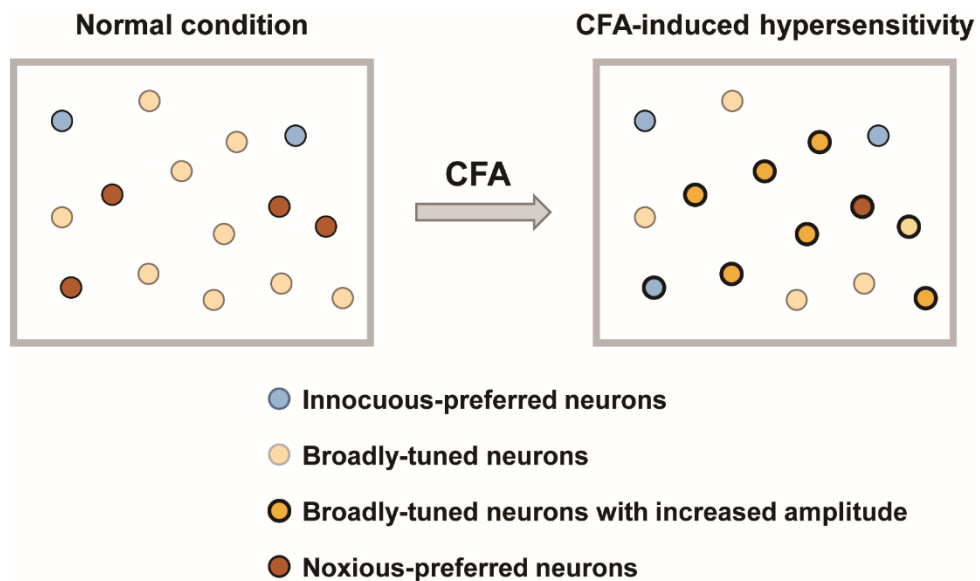 Normal condition
CFA-induced hypersensitivity
CFA
Innocuous-preferred neurons
Broadly-tuned neurons
Broadly-tuned neurons with increased amplitude
Noxious-preferred neurons